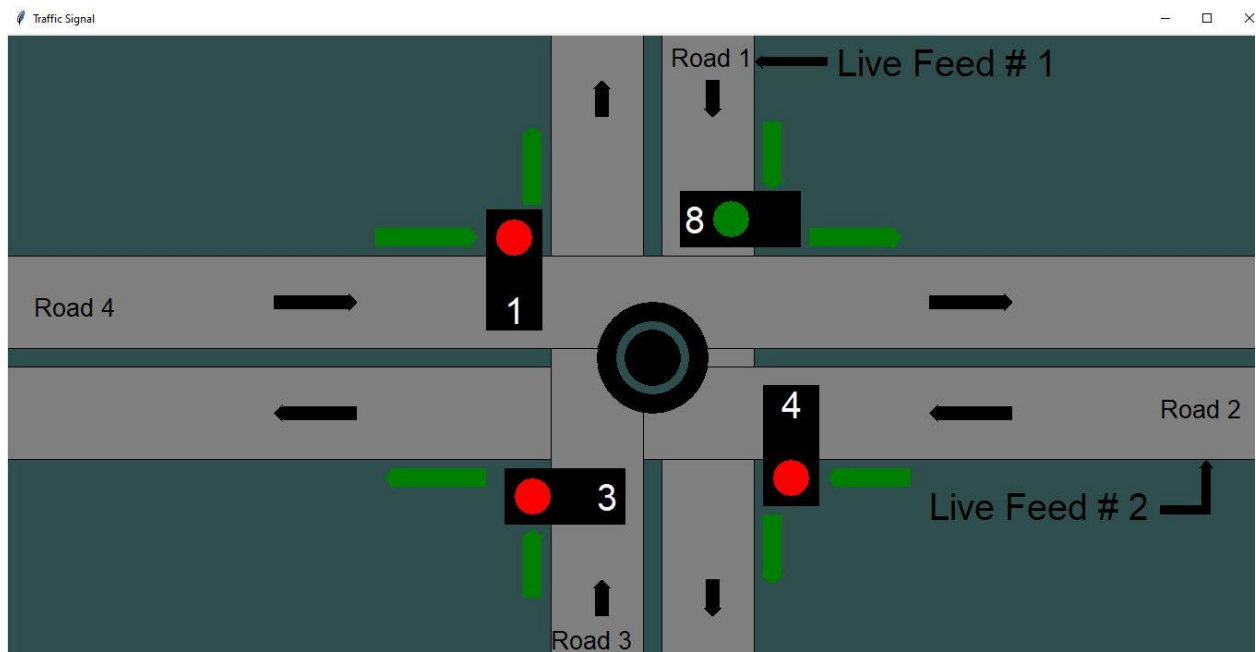 Traffic Signal
Road 1
Live Feed # 1
8
Road 4
1
4
Road 2
3
Live Feed # 2
Road 3